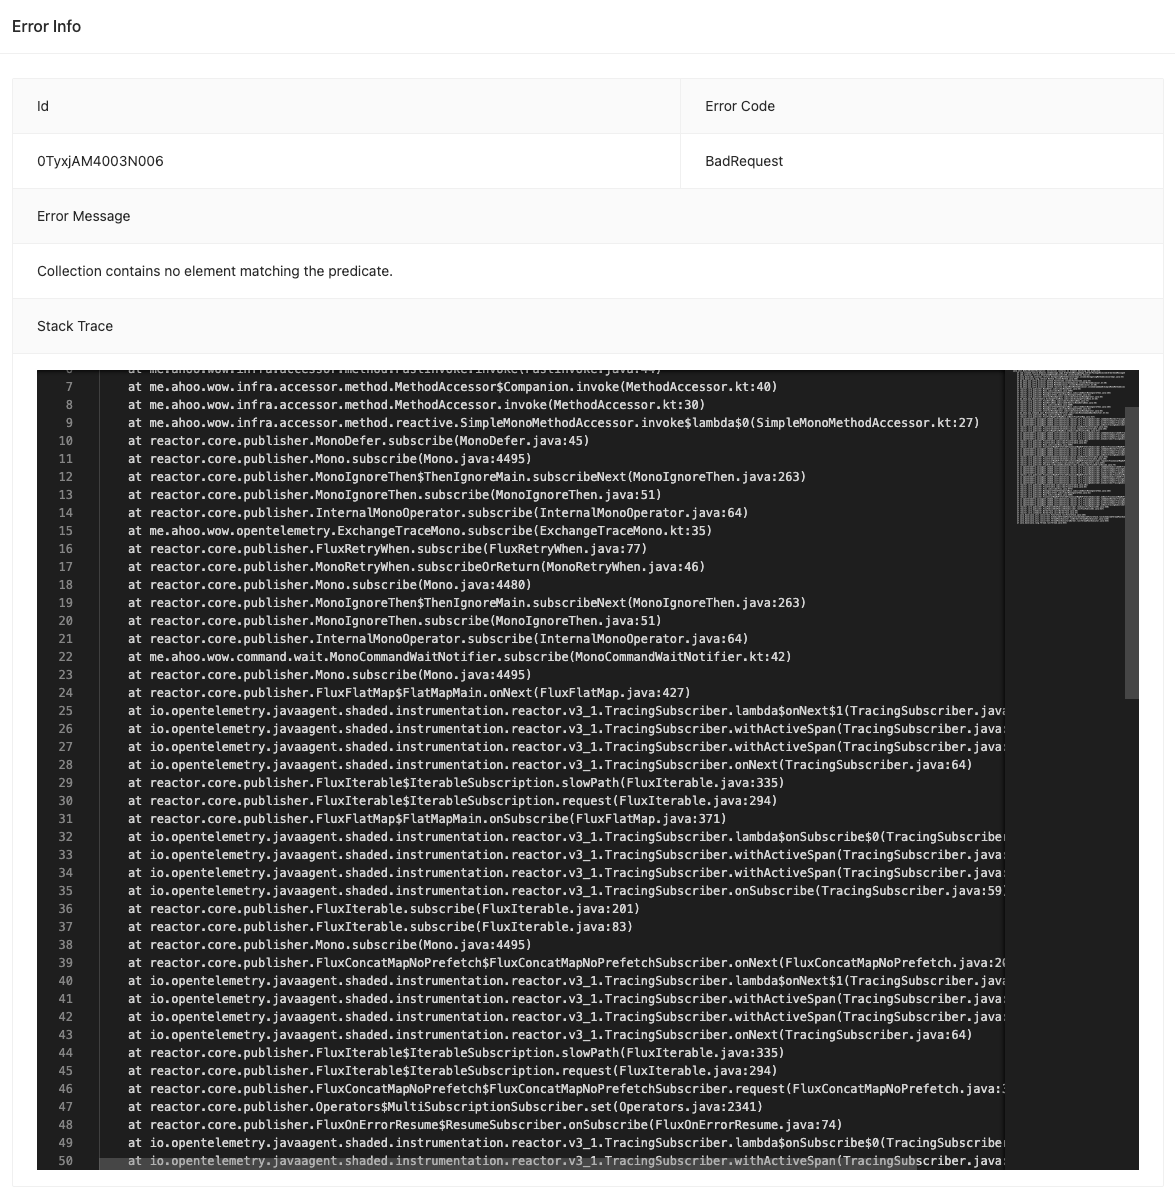 Error Info
Id
Error Code
0TyxjAM4003N006
BadRequest
Error Message
Collection contains no element matching the predicate.
Stack Trace
7 at me.ahoo.wow.infra.accessor.method.MethodAccessor$Companion.invoke(MethodAccessor.kt:40)
8 at me.ahoo.wow.infra.accessor.method.MethodAccessor.invoke(MethodAccessor.kt:30)
9 at me.ahoo.wow.infra.accessor.method.reactive.SimpleMonoMethodAccessor.invoke$lambda$0(SimpleMonoMethodAccessor.kt:27)
10 at reactor.core.publisher.MonoDefer.subscribe(MonoDefer.java:45)
11 at reactor.core.publisher.Mono.subscribe(Mono.java:4495)
12 at reactor.core.publisher.MonoIgnoreThen$ThenIgnoreMain.subscribeNext(MonoIgnoreThen.java:263)
13 at reactor.core.publisher.MonoIgnoreThen.subscribe(MonoIgnoreThen.java:51)
14 at reactor.core.publisher.InternalMonoOperator.subscribe(InternalMonoOperator.java:64)
15 at me.ahoo.wow.opentelemetry.ExchangeTraceMono.subscribe(ExchangeTraceMono.kt:35)
16 at reactor.core.publisher.FluxRetryWhen.subscribe(FluxRetryWhen.java:77)
17 at reactor.core.publisher.MonoRetryWhen.subscribeOrReturn(MonoRetryWhen.java:46)
18 at reactor.core.publisher.Mono.subscribe(Mono.java:4480)
19 at reactor.core.publisher.MonoIgnoreThen$ThenIgnoreMain.subscribeNext(MonoIgnoreThen.java:263)
20 at reactor.core.publisher.MonoIgnoreThen.subscribe(MonoIgnoreThen.java:51)
21 at reactor.core.publisher.InternalMonoOperator.subscribe(InternalMonoOperator.java:64)
22 at me.ahoo.wow.command.wait.MonoCommandWaitNotifier.subscribe(MonoCommandWaitNotifier.kt:42)
23 at reactor.core.publisher.Mono.subscribe(Mono.java:4495)
24 at reactor.core.publisher.FluxFlatMap$FlatMapMain.onNext(FluxFlatMap.java:427)
25 at io.opentelemetry.javaagent.shaded.instrumentation.reactor.v3_1.TracingSubscriber.lambda$onNext$1(TracingSubscriber.java
26 at io.opentelemetry.javaagent.shaded.instrumentation.reactor.v3_1.TracingSubscriber.withActiveSpan(TracingSubscriber.java:
27 at io.opentelemetry.javaagent.shaded.instrumentation.reactor.v3_1.TracingSubscriber.withActiveSpan(TracingSubscriber.java:
28 at io.opentelemetry.javaagent.shaded.instrumentation.reactor.v3_1.TracingSubscriber.onNext(TracingSubscriber.java:64)
29 at reactor.core.publisher.FluxIterable$IterableSubscription.slowPath(FluxIterable.java:335)
30 at reactor.core.publisher.FluxIterable$IterableSubscription.request(FluxIterable.java:294)
31 at reactor.core.publisher.FluxFlatMap$FlatMapMain.onSubscribe(FluxFlatMap.java:371)
32 at io.opentelemetry.javaagent.shaded.instrumentation.reactor.v3_1.TracingSubscriber.lambda$onSubscribe$0(TracingSubscriber
33 at io.opentelemetry.javaagent.shaded.instrumentation.reactor.v3_1.TracingSubscriber.withActiveSpan(TracingSubscriber.java:
34 at io.opentelemetry.javaagent.shaded.instrumentation.reactor.v3_1.TracingSubscriber.withActiveSpan(TracingSubscriber.java:
35 at io.opentelemetry.javaagent.shaded.instrumentation.reactor.v3_1.TracingSubscriber.onSubscribe(TracingSubscriber.java:59)
36 at reactor.core.publisher.FluxIterable.subscribe(FluxIterable.java:201)
37 at reactor.core.publisher.FluxIterable.subscribe(FluxIterable.java:83)
38 at reactor.core.publisher.Mono.subscribe(Mono.java:4495)
39 at reactor.core.publisher.FluxConcatMapNoPrefetch$FluxConcatMapNoPrefetchSubscriber.onNext(FluxConcatMapNoPrefetch.java:20
40 at io.opentelemetry.javaagent.shaded.instrumentation.reactor.v3_1.TracingSubscriber.lambda$onNext$1(TracingSubscriber.java
41 at io.opentelemetry.javaagent.shaded.instrumentation.reactor.v3_1.TracingSubscriber.withActiveSpan(TracingSubscriber.java:
42 at io.opentelemetry.javaagent.shaded.instrumentation.reactor.v3_1.TracingSubscriber.withActiveSpan(TracingSubscriber.java:
43 at io.opentelemetry.javaagent.shaded.instrumentation.reactor.v3_1.TracingSubscriber.onNext(TracingSubscriber.java:64)
44 at reactor.core.publisher.FluxIterable$IterableSubscription.slowPath(FluxIterable.java:335)
45 at reactor.core.publisher.FluxIterable$IterableSubscription.request(FluxIterable.java:294)
46 at reactor.core.publisher.FluxConcatMapNoPrefetch$FluxConcatMapNoPrefetchSubscriber.request(FluxConcatMapNoPrefetch.java:3
47 at reactor.core.publisher.Operators$MultiSubscriptionSubscriber.set(Operators.java:2341)
48 at reactor.core.publisher.FluxOnErrorResume$ResumeSubscriber.onSubscribe(FluxOnErrorResume.java:74)
49 at io.opentelemetry.javaagent.shaded.instrumentation.reactor.v3_1.TracingSubscriber.lambda$onSubscribe$0(TracingSubscriber
50 at io.opentelemetry.javaagent.shaded.instrumentation.reactor.v3_1.TracingSubscriber.withActiveSpan(TracingSubscriber.java: